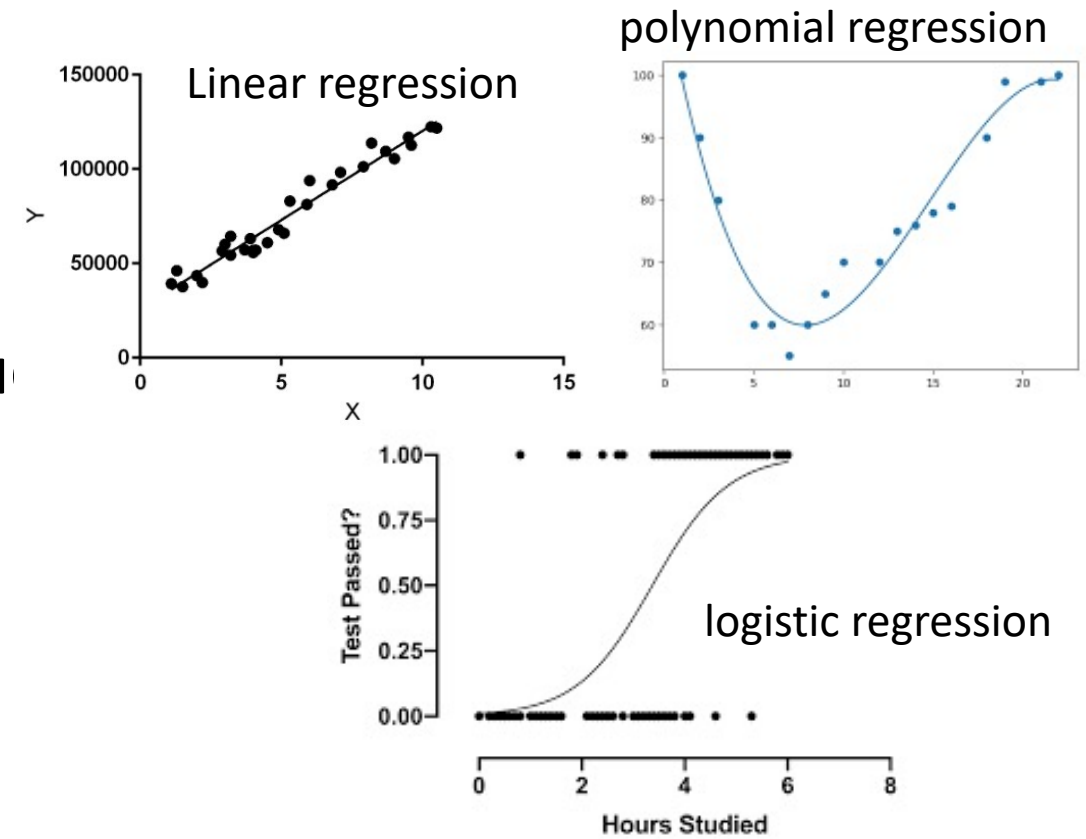 polynomial regression
Linear regression
150000
100000
50000
0
Y
0 5 10 15
X
100
90
80
70
60
0 5 10 15 20
1.00
0.75
0.50
0.25
0.00
Test Passed?
logistic regression
0 2 4 6 8
Hours Studied